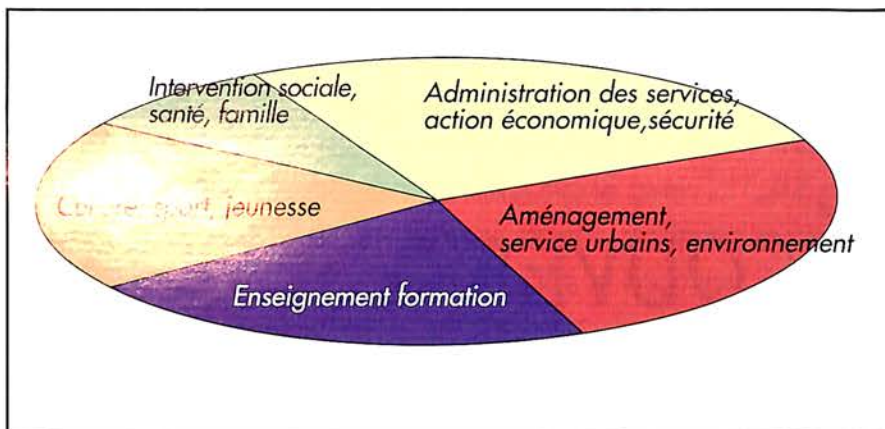 Intervention sociale,
santé, famille
Administration des services,
action économique,sécurité
sport, jeunesse
Aménagement,
service urbains, environnement
Enseignement formation